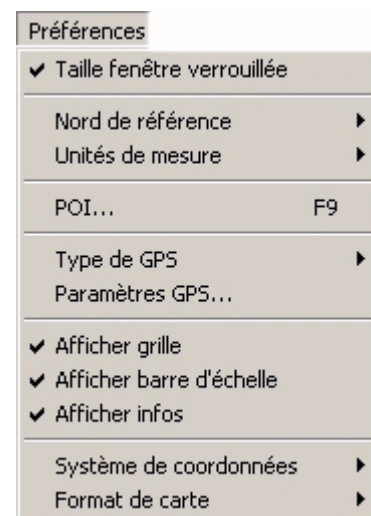 Préférences
Taille fenêtre verrouillée
Nord de référence
Unités de mesure
POI... F9
Type de GPS
Paramètres GPS...
Afficher grille
Afficher barre d'échelle
Afficher infos
Système de coordonnées
Format de carte